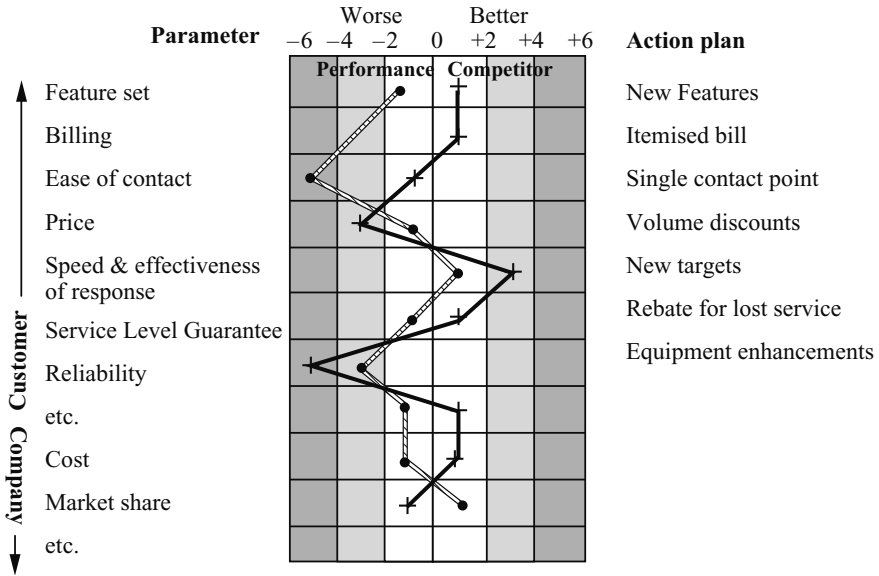 Worse Better
Parameter −6 −4 −2 0 +2 +4 +6 Action plan
Performance Competitor
Feature set New Features
Billing Itemised bill
Ease of contact Single contact point
Price Volume discounts
Speed & effectiveness
of response New targets
Service Level Guarantee Rebate for lost service
Reliability Equipment enhancements
etc.
Cost
Market share
etc.
Customer
Company